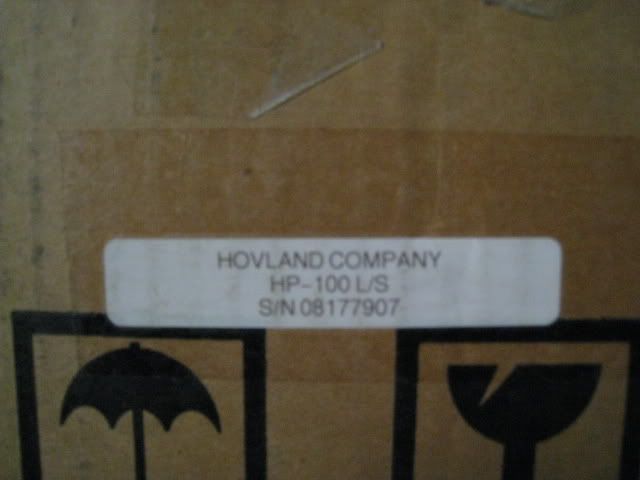 HOVLAND COMPANY
HP-100 L/S
S/N 08177907